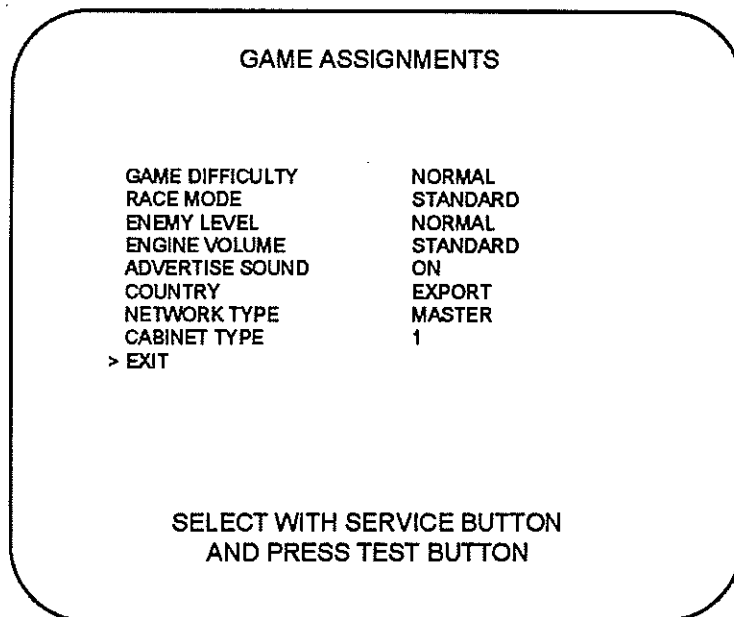 GAME ASSIGNMENTS
GAME DIFFICULTY NORMAL
RACE MODE STANDARD
ENEMY LEVEL NORMAL
ENGINE VOLUME STANDARD
ADVERTISE SOUND ON
COUNTRY EXPORT
NETWORK TYPE MASTER
CABINET TYPE 1
> EXIT
SELECT WITH SERVICE BUTTON
AND PRESS TEST BUTTON